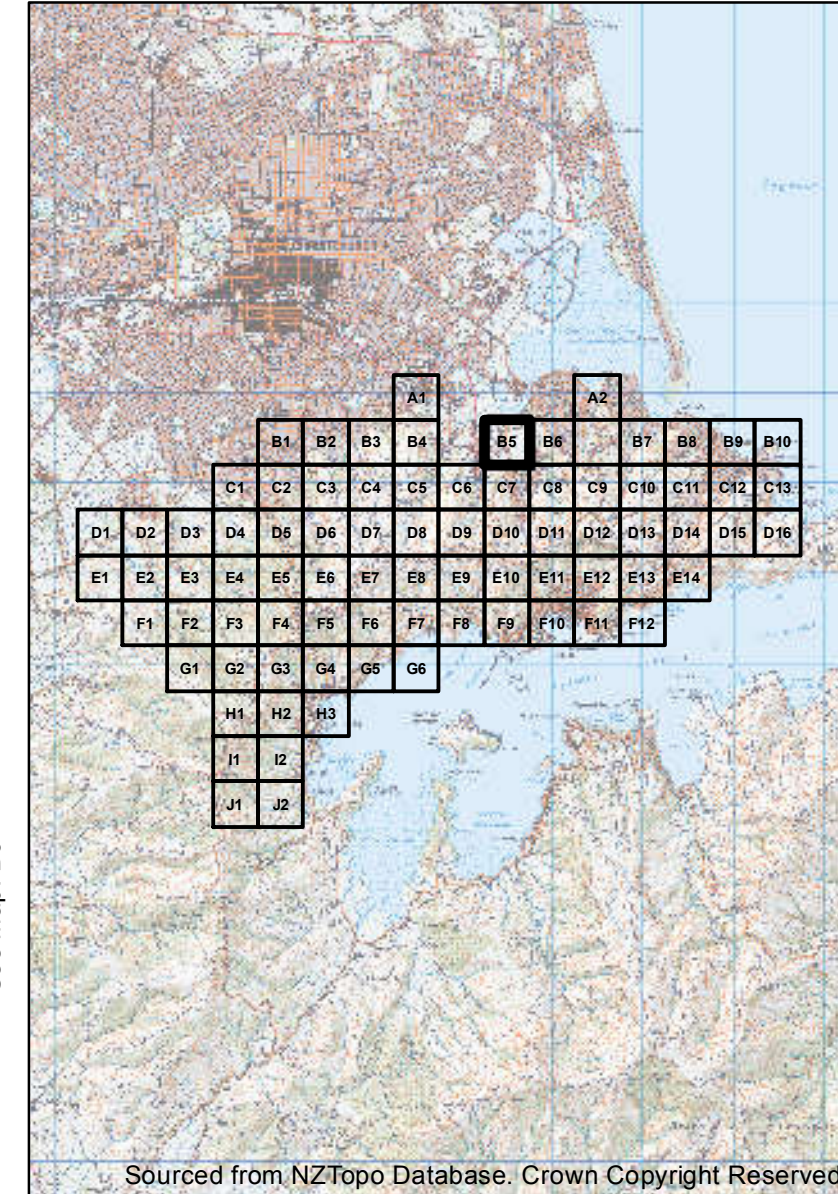 A1 A2
B1 B2 B3 B4 B5 B6 B7 B8 B9 B10
C1 C2 C3 C4 C5 C6 C7 C8 C9 C10 C11 C12 C13
D1 D2 D3 D4 D5 D6 D7 D8 D9 D10 D11 D12 D13 D14 D15 D16
E1 E2 E3 E4 E5 E6 E7 E8 E9 E10 E11 E12 E13 E14
F1 F2 F3 F4 F5 F6 F7 F8 F9 F10 F11 F12
G1 G2 G3 G4 G5 G6
H1 H2 H3
I1 I2
J1 J2
Sourced from NZTopo Database. Crown Copyright Reserved